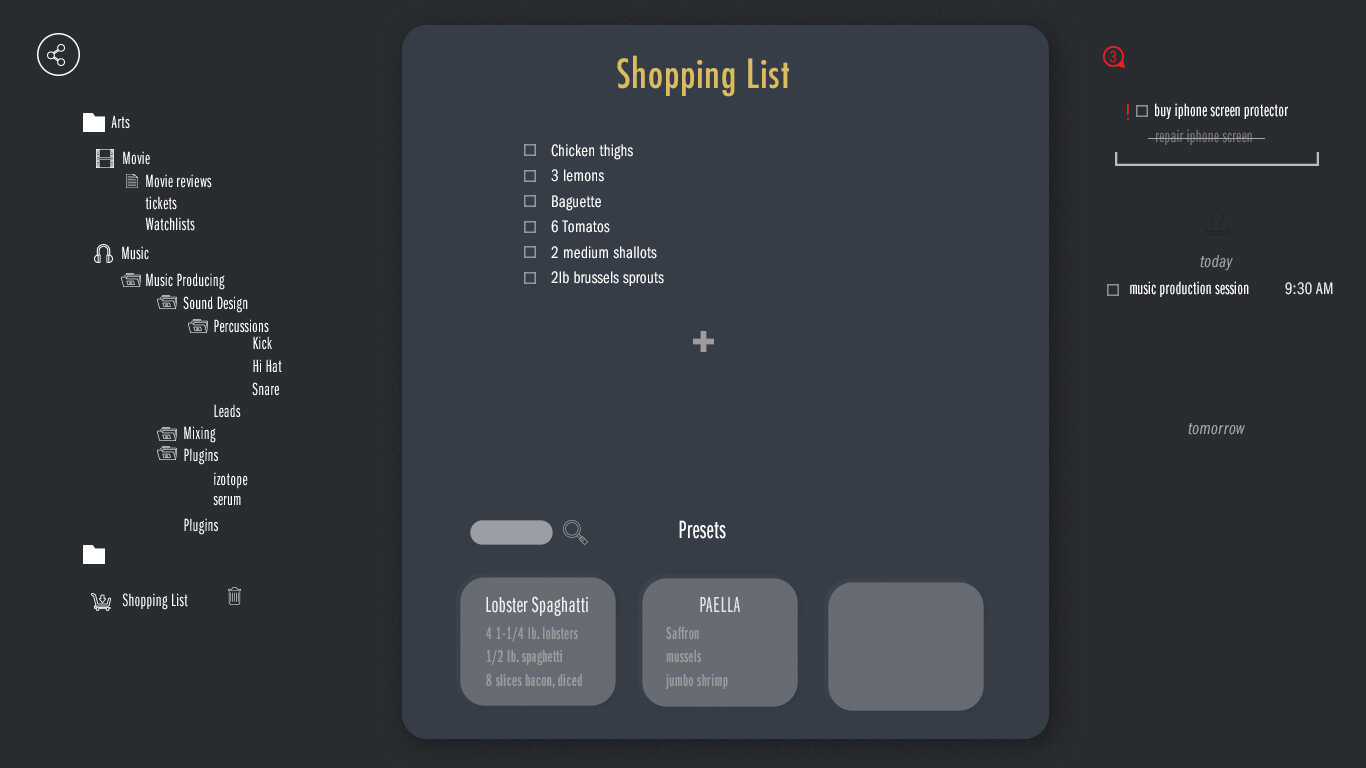 Arts
Movie
Movie reviews
tickets
Watchlists
Music
Music Producing
Sound Design
Percussions
Kick
Hi Hat
Snare
Leads
Mixing
Plugins
izotope
serum
Plugins
Shopping List
Shopping List
Chicken thighs
3 lemons
Baguette
6 Tomatos
2 medium shallots
2lb brussels sprouts
Presets
Lobster Spaghatti
4 1-1/4 lb. lobsters
1/2 lb. spaghetti
8 slices bacon, diced
PAELLA
Saffron
mussels
jumbo shrimp
3
! buy iphone screen protector
repair iphone screen
today
music production session 9:30 AM
tomorrow